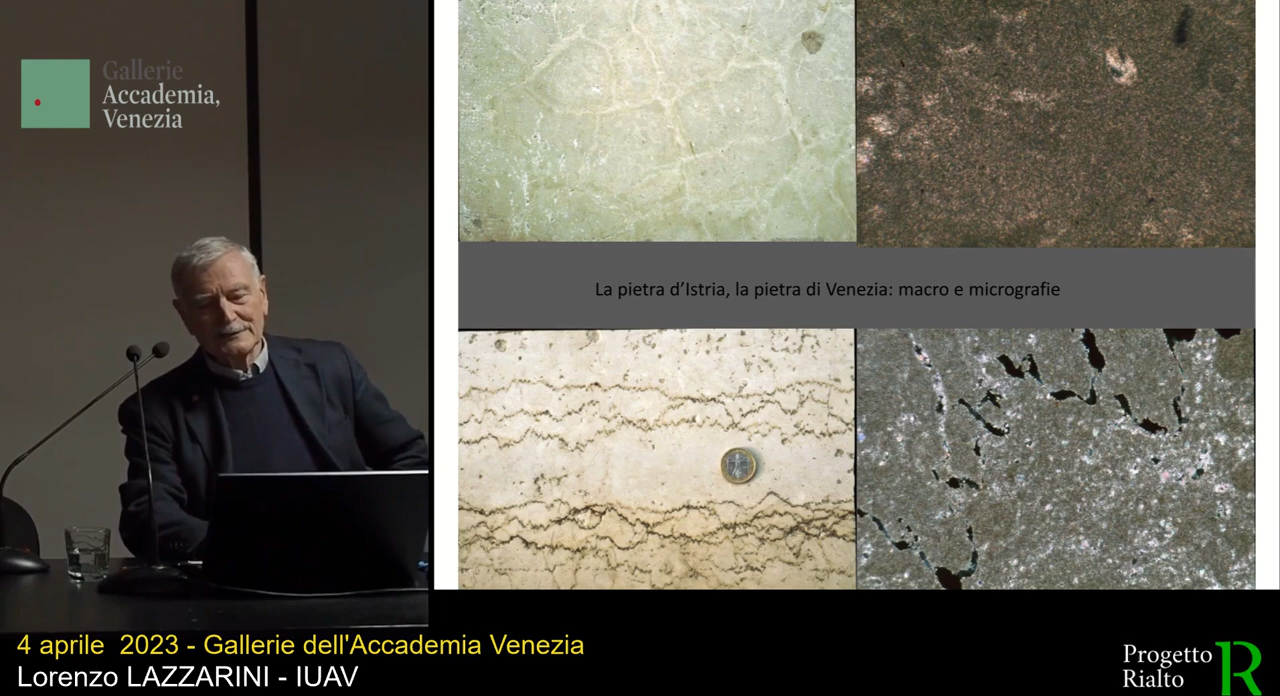 Gallerie
Accademia,
Venezia
La pietra d’Istria, la pietra di Venezia: macro e micrografie
4 aprile 2023 - Gallerie dell'Accademia Venezia
Lorenzo LAZZARINI - IUAV
Progetto
Rialto
R